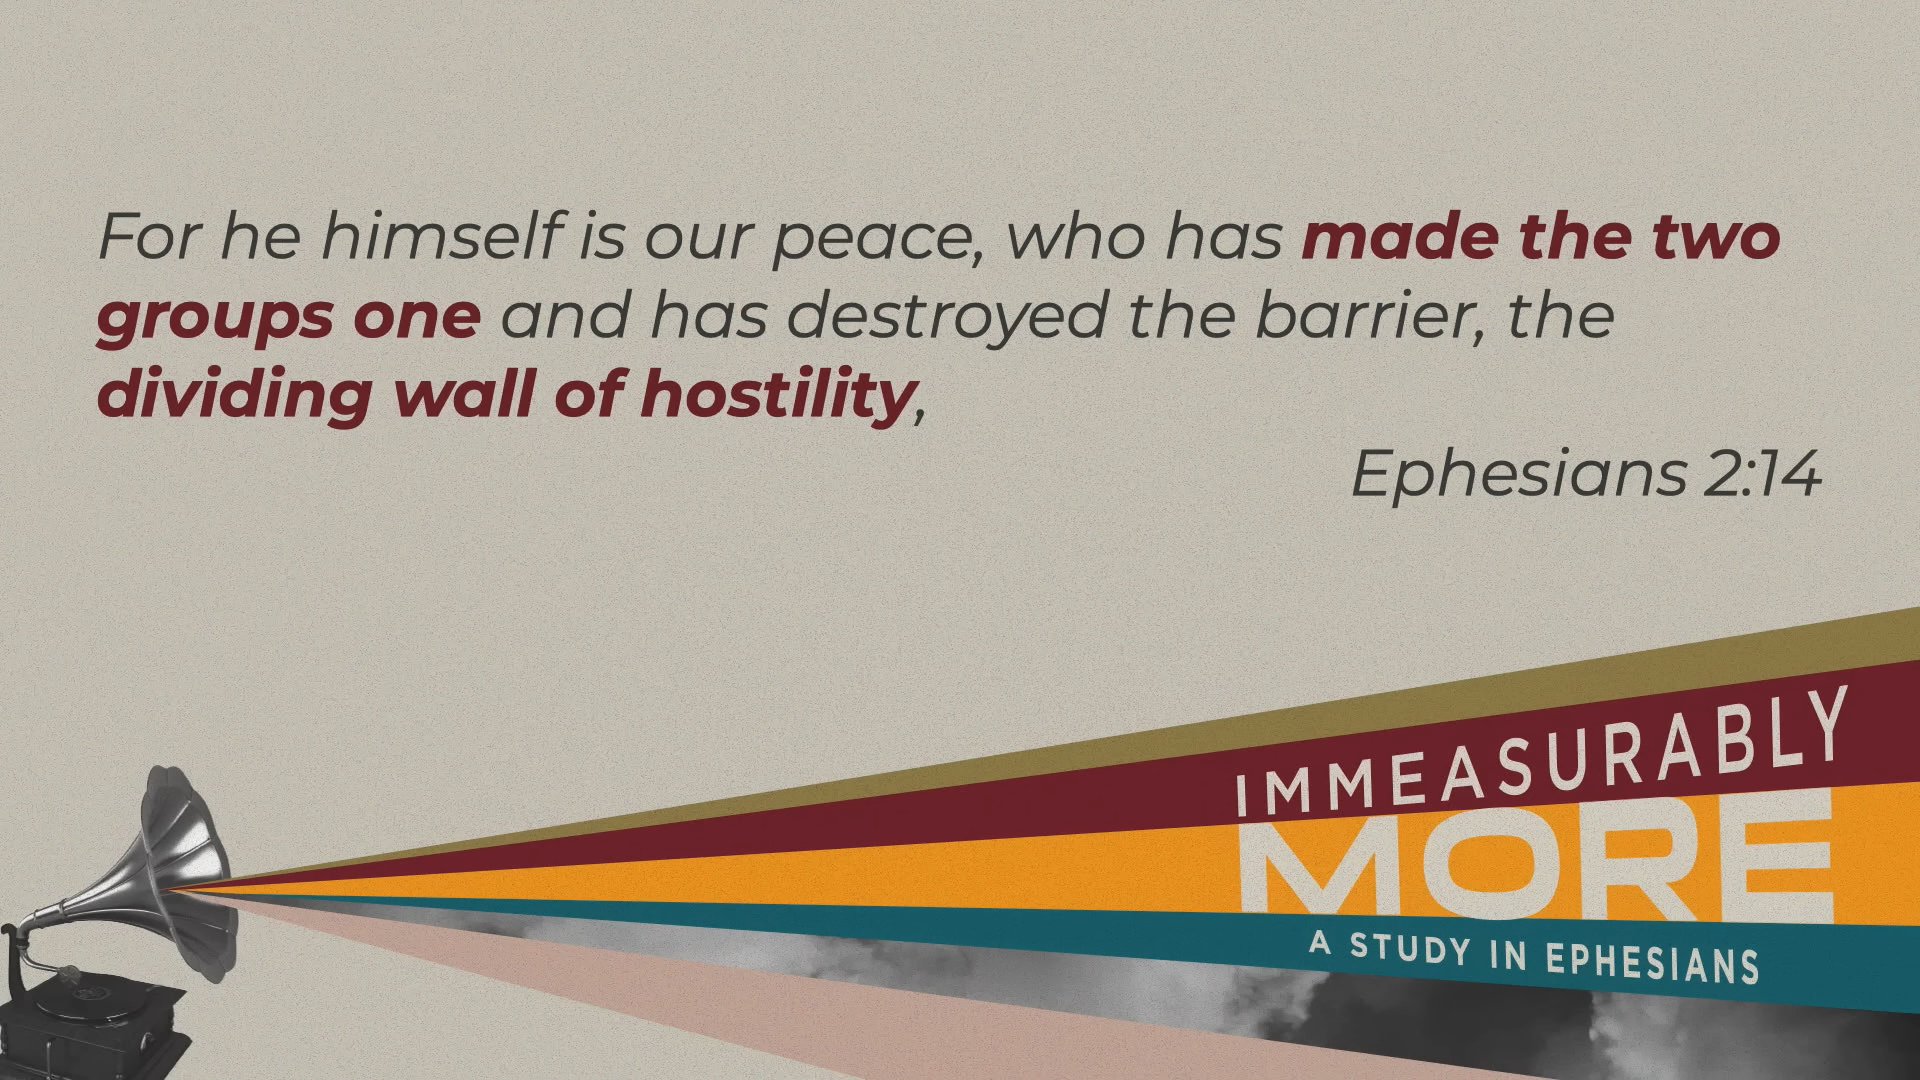 For he himself is our peace, who has made the two
groups one and has destroyed the barrier, the
dividing wall of hostility,
Ephesians 2:14
IMMEASURABLY
MORE
A STUDY IN EPHESIANS